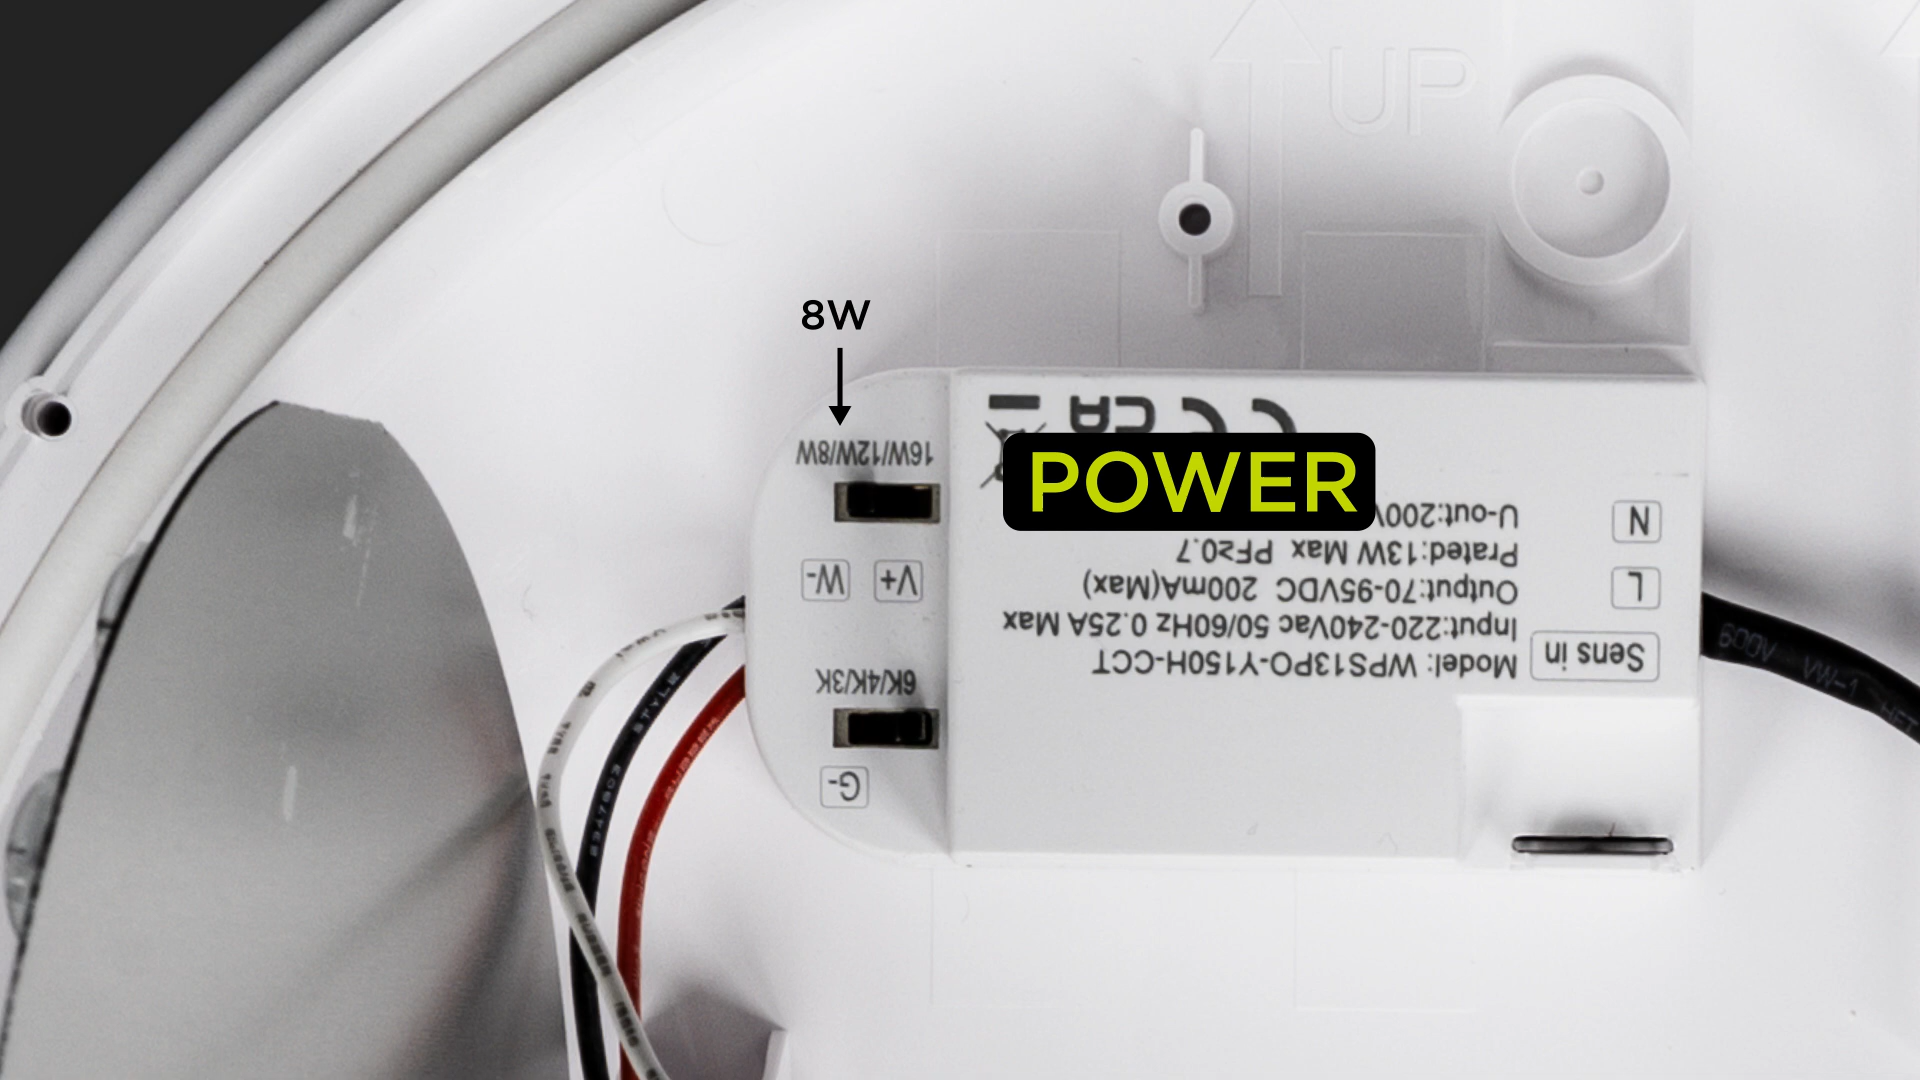 UP
8W
16W/12W/8W
POWER
U-out:200V
N
Prated:13W Max PF≥0.7
V+
W-
L
Output:70-95VDC 200mA(Max)
Input:220-240Vac 50/60Hz 0.25A Max
Sens in
Model: WPS13PO-Y150H-CCT
6K/4K/3K
G-
600V VW-1
STYLE